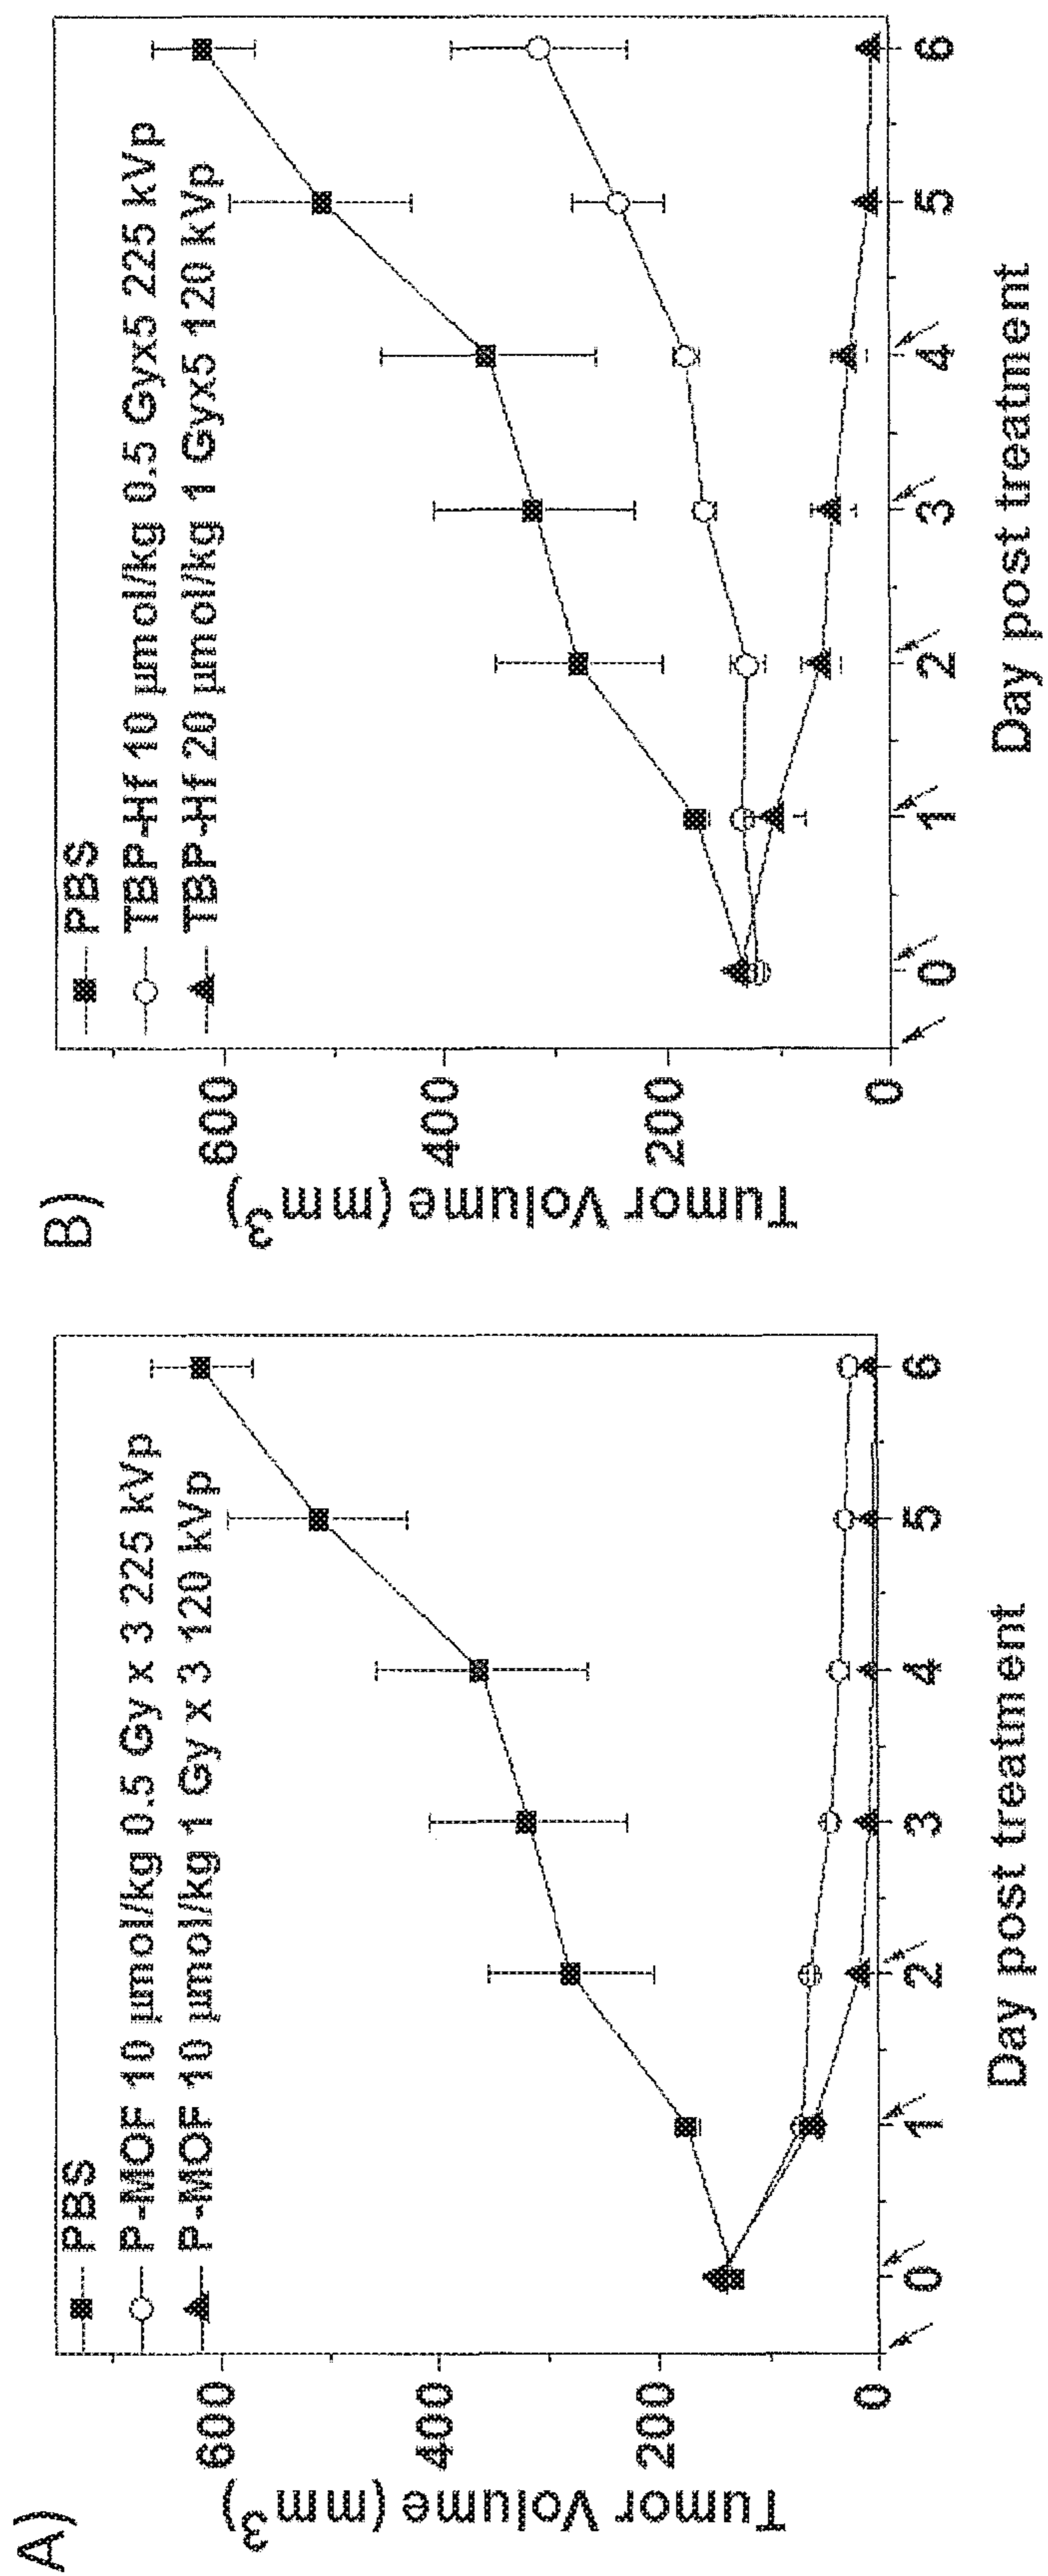 A)
PBS
P-MOF 10 µmol/kg 0.5 Gy x 3 225 kVp
P-MOF 10 µmol/kg 1 Gy x 3 120 kVp
Tumor Volume (mm³)
600
400
200
0
0 1 2 3 4 5 6
Day post treatment
B)
PBS
TBP-Hf 10 µmol/kg 0.5 Gyx5 225 kVp
TBP-Hf 20 µmol/kg 1 Gyx5 120 kVp
Tumor Volume (mm³)
600
400
200
0
0 1 2 3 4 5 6
Day post treatment